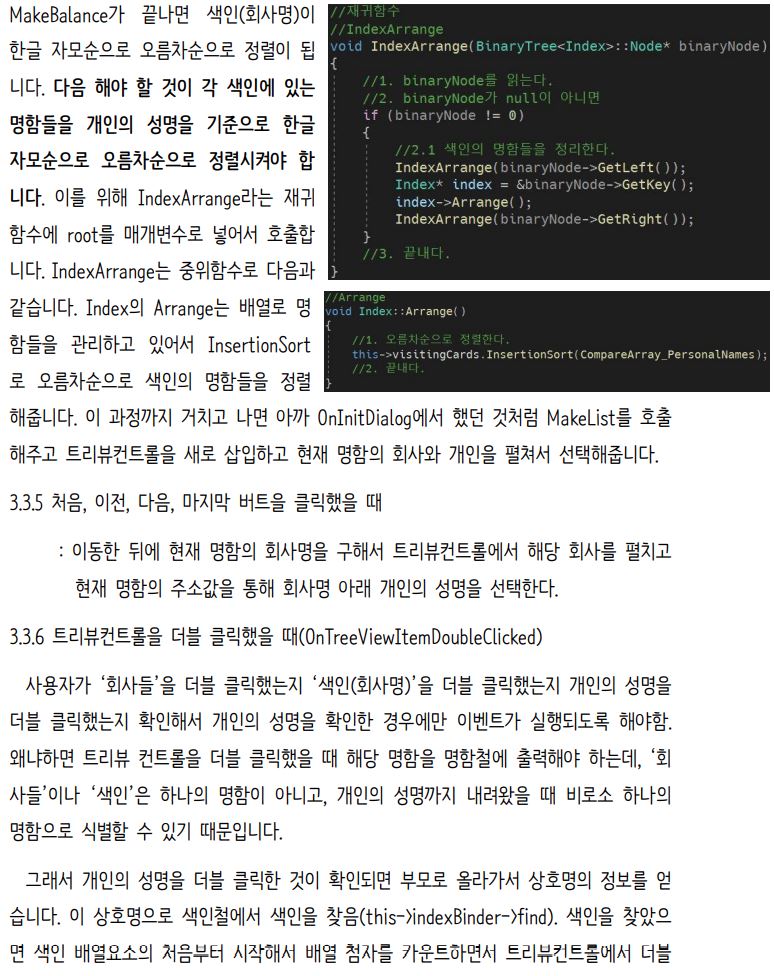 MakeBalance가 끝나면 색인(회사명)이
한글 자모순으로 오름차순으로 정렬이 됩
니다. 다음 해야 할 것이 각 색인에 있는
명함들을 개인의 성명을 기준으로 한글
자모순으로 오름차순으로 정렬시켜야 합
니다. 이를 위해 IndexArrange라는 재귀
함수에 root를 매개변수로 넣어서 호출합
니다. IndexArrange는 중위함수로 다음과
같습니다. Index의 Arrange는 배열로 명
함들을 관리하고 있어서 InsertionSort
로 오름차순으로 색인의 명함들을 정렬
//재귀함수
//IndexArrange
void IndexArrange(BinaryTree<Index>::Node* binaryNode)
{
//1. binaryNode를 읽는다.
//2. binaryNode가 null이 아니면
if (binaryNode != 0)
{
//2.1 색인의 명함들을 정리한다.
IndexArrange(binaryNode->GetLeft());
Index* index = &binaryNode->GetKey();
index->Arrange();
IndexArrange(binaryNode->GetRight());
}
//3. 끝내다.
}
//Arrange
void Index::Arrange()
{
//1. 오름차순으로 정렬한다.
this->visitingCards.InsertionSort(CompareArray_PersonalNames);
//2. 끝내다.
}
해줍니다. 이 과정까지 거치고 나면 아까 OnInitDialog에서 했던 것처럼 MakeList를 호출
해주고 트리뷰컨트롤을 새로 삽입하고 현재 명함의 회사와 개인을 펼쳐서 선택해줍니다.
3.3.5 처음, 이전, 다음, 마지막 버트을 클릭했을 때
: 이동한 뒤에 현재 명함의 회사명을 구해서 트리뷰컨트롤에서 해당 회사를 펼치고
현재 명함의 주소값을 통해 회사명 아래 개인의 성명을 선택한다.
3.3.6 트리뷰컨트롤을 더블 클릭했을 때(OnTreeViewItemDoubleClicked)
사용자가 ‘회사들’을 더블 클릭했는지 ‘색인(회사명)’을 더블 클릭했는지 개인의 성명을
더블 클릭했는지 확인해서 개인의 성명을 확인한 경우에만 이벤트가 실행되도록 해야함.
왜냐하면 트리뷰 컨트롤을 더블 클릭했을 때 해당 명함을 명함철에 출력해야 하는데, ‘회
사들’이나 ‘색인’은 하나의 명함이 아니고, 개인의 성명까지 내려왔을 때 비로소 하나의
명함으로 식별할 수 있기 때문입니다.
그래서 개인의 성명을 더블 클릭한 것이 확인되면 부모로 올라가서 상호명의 정보를 얻
습니다. 이 상호명으로 색인철에서 색인을 찾음(this->indexBinder->find). 색인을 찾았으
면 색인 배열요소의 처음부터 시작해서 배열 첨자를 카운트하면서 트리뷰컨트롤에서 더블